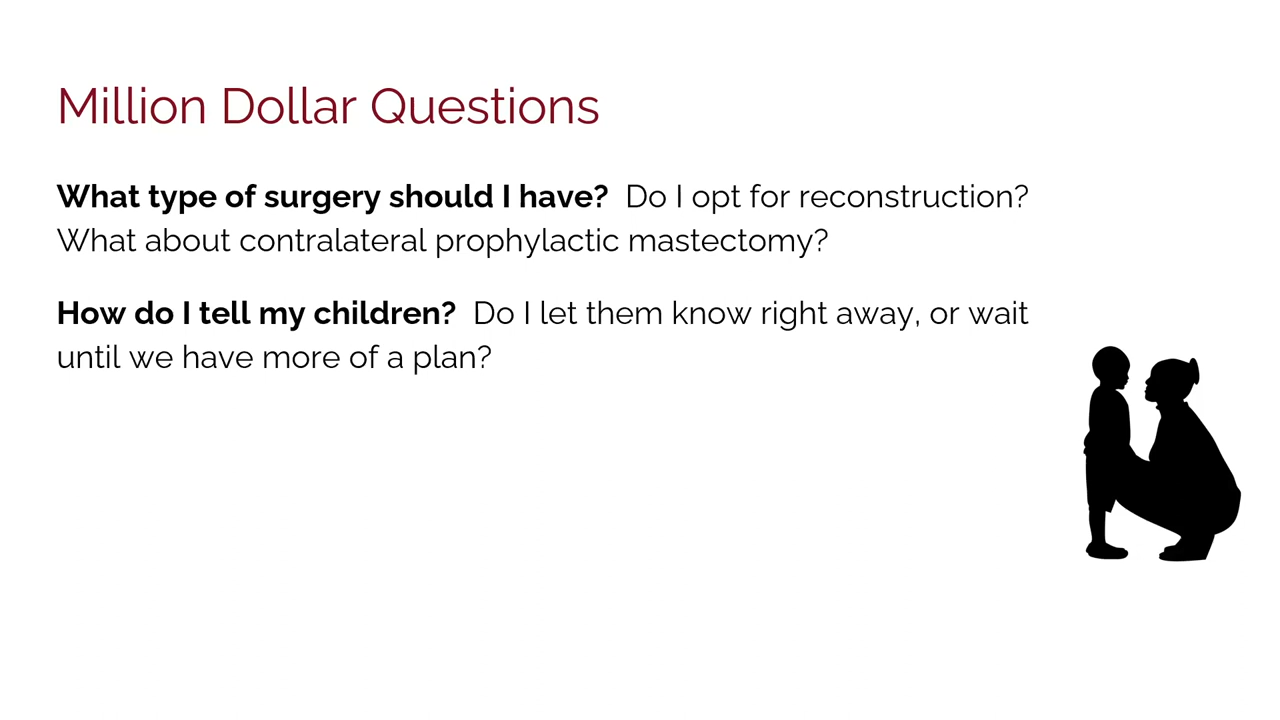 Million Dollar Questions
What type of surgery should I have? Do I opt for reconstruction?
What about contralateral prophylactic mastectomy?
How do I tell my children? Do I let them know right away, or wait
until we have more of a plan?